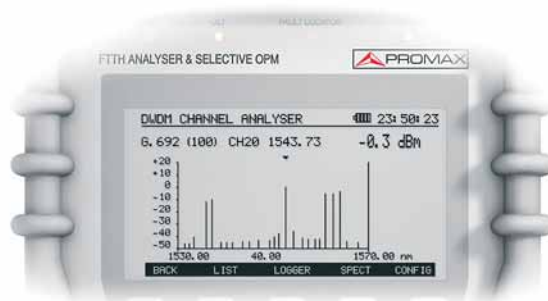 FAULT LOCATOR
FTTH ANALYSER & SELECTIVE OPM
PROMAX
DWDM CHANNEL ANALYSER 23:50:23
G.692 (100) CH20 1543.73 -0.3 dBm
+20
+10
0
-10
-20
-30
-40
-50
1530.00 40.00 1570.00 nm
BACK LIST LOGGER SPECT CONFIG